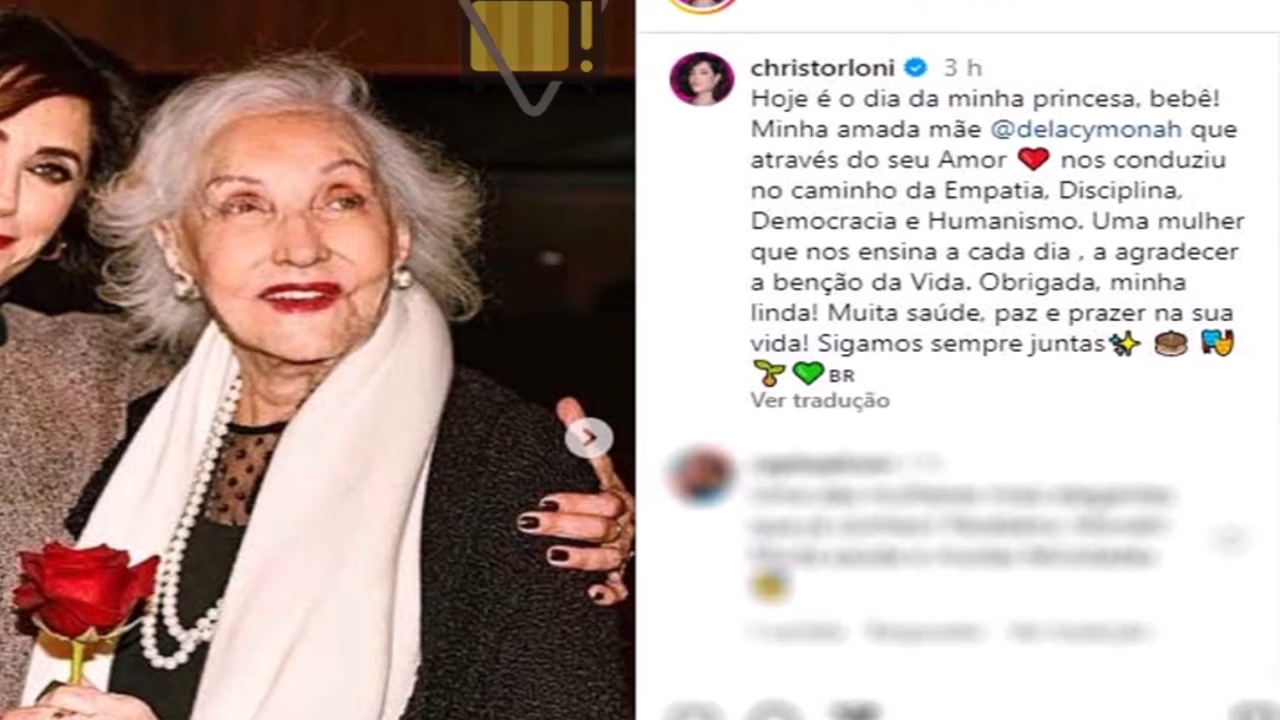 christorloni 3 h
Hoje é o dia da minha princesa, bebê!
Minha amada mãe @delacymonah que
através do seu Amor ❤️ nos conduziu
no caminho da Empatia, Disciplina,
Democracia e Humanismo. Uma mulher
que nos ensina a cada dia , a agradecer
a benção da Vida. Obrigada, minha
linda! Muita saúde, paz e prazer na sua
vida! Sigamos sempre juntas✨ 🎂 🎭
🌱💚BR
Ver tradução